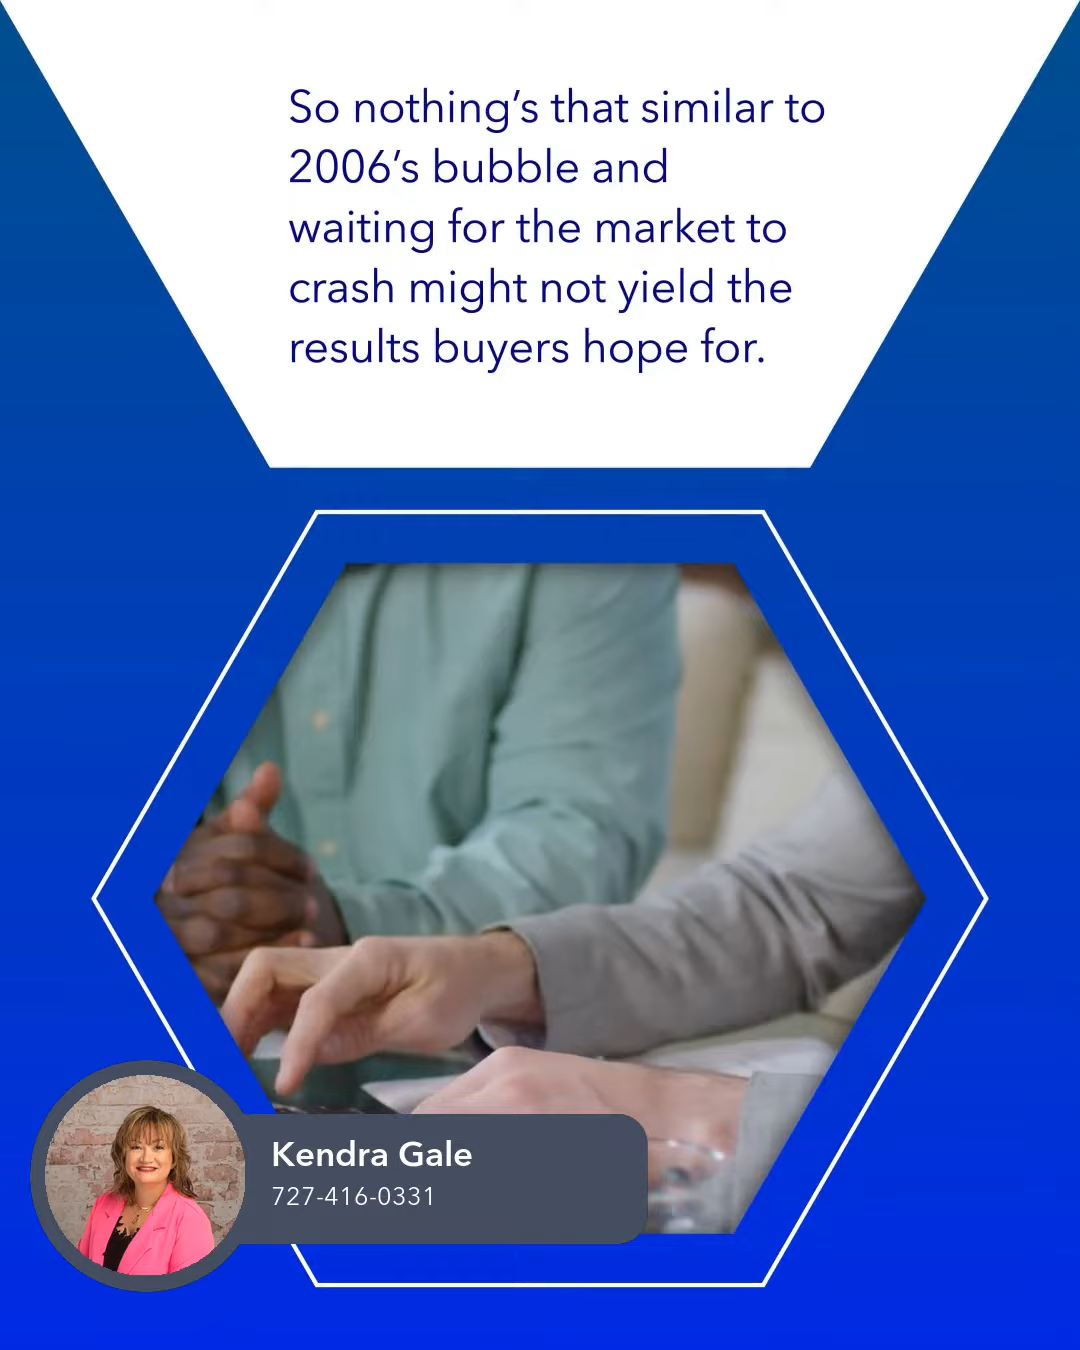 So nothing’s that similar to
2006’s bubble and
waiting for the market to
crash might not yield the
results buyers hope for.
Kendra Gale
727-416-0331